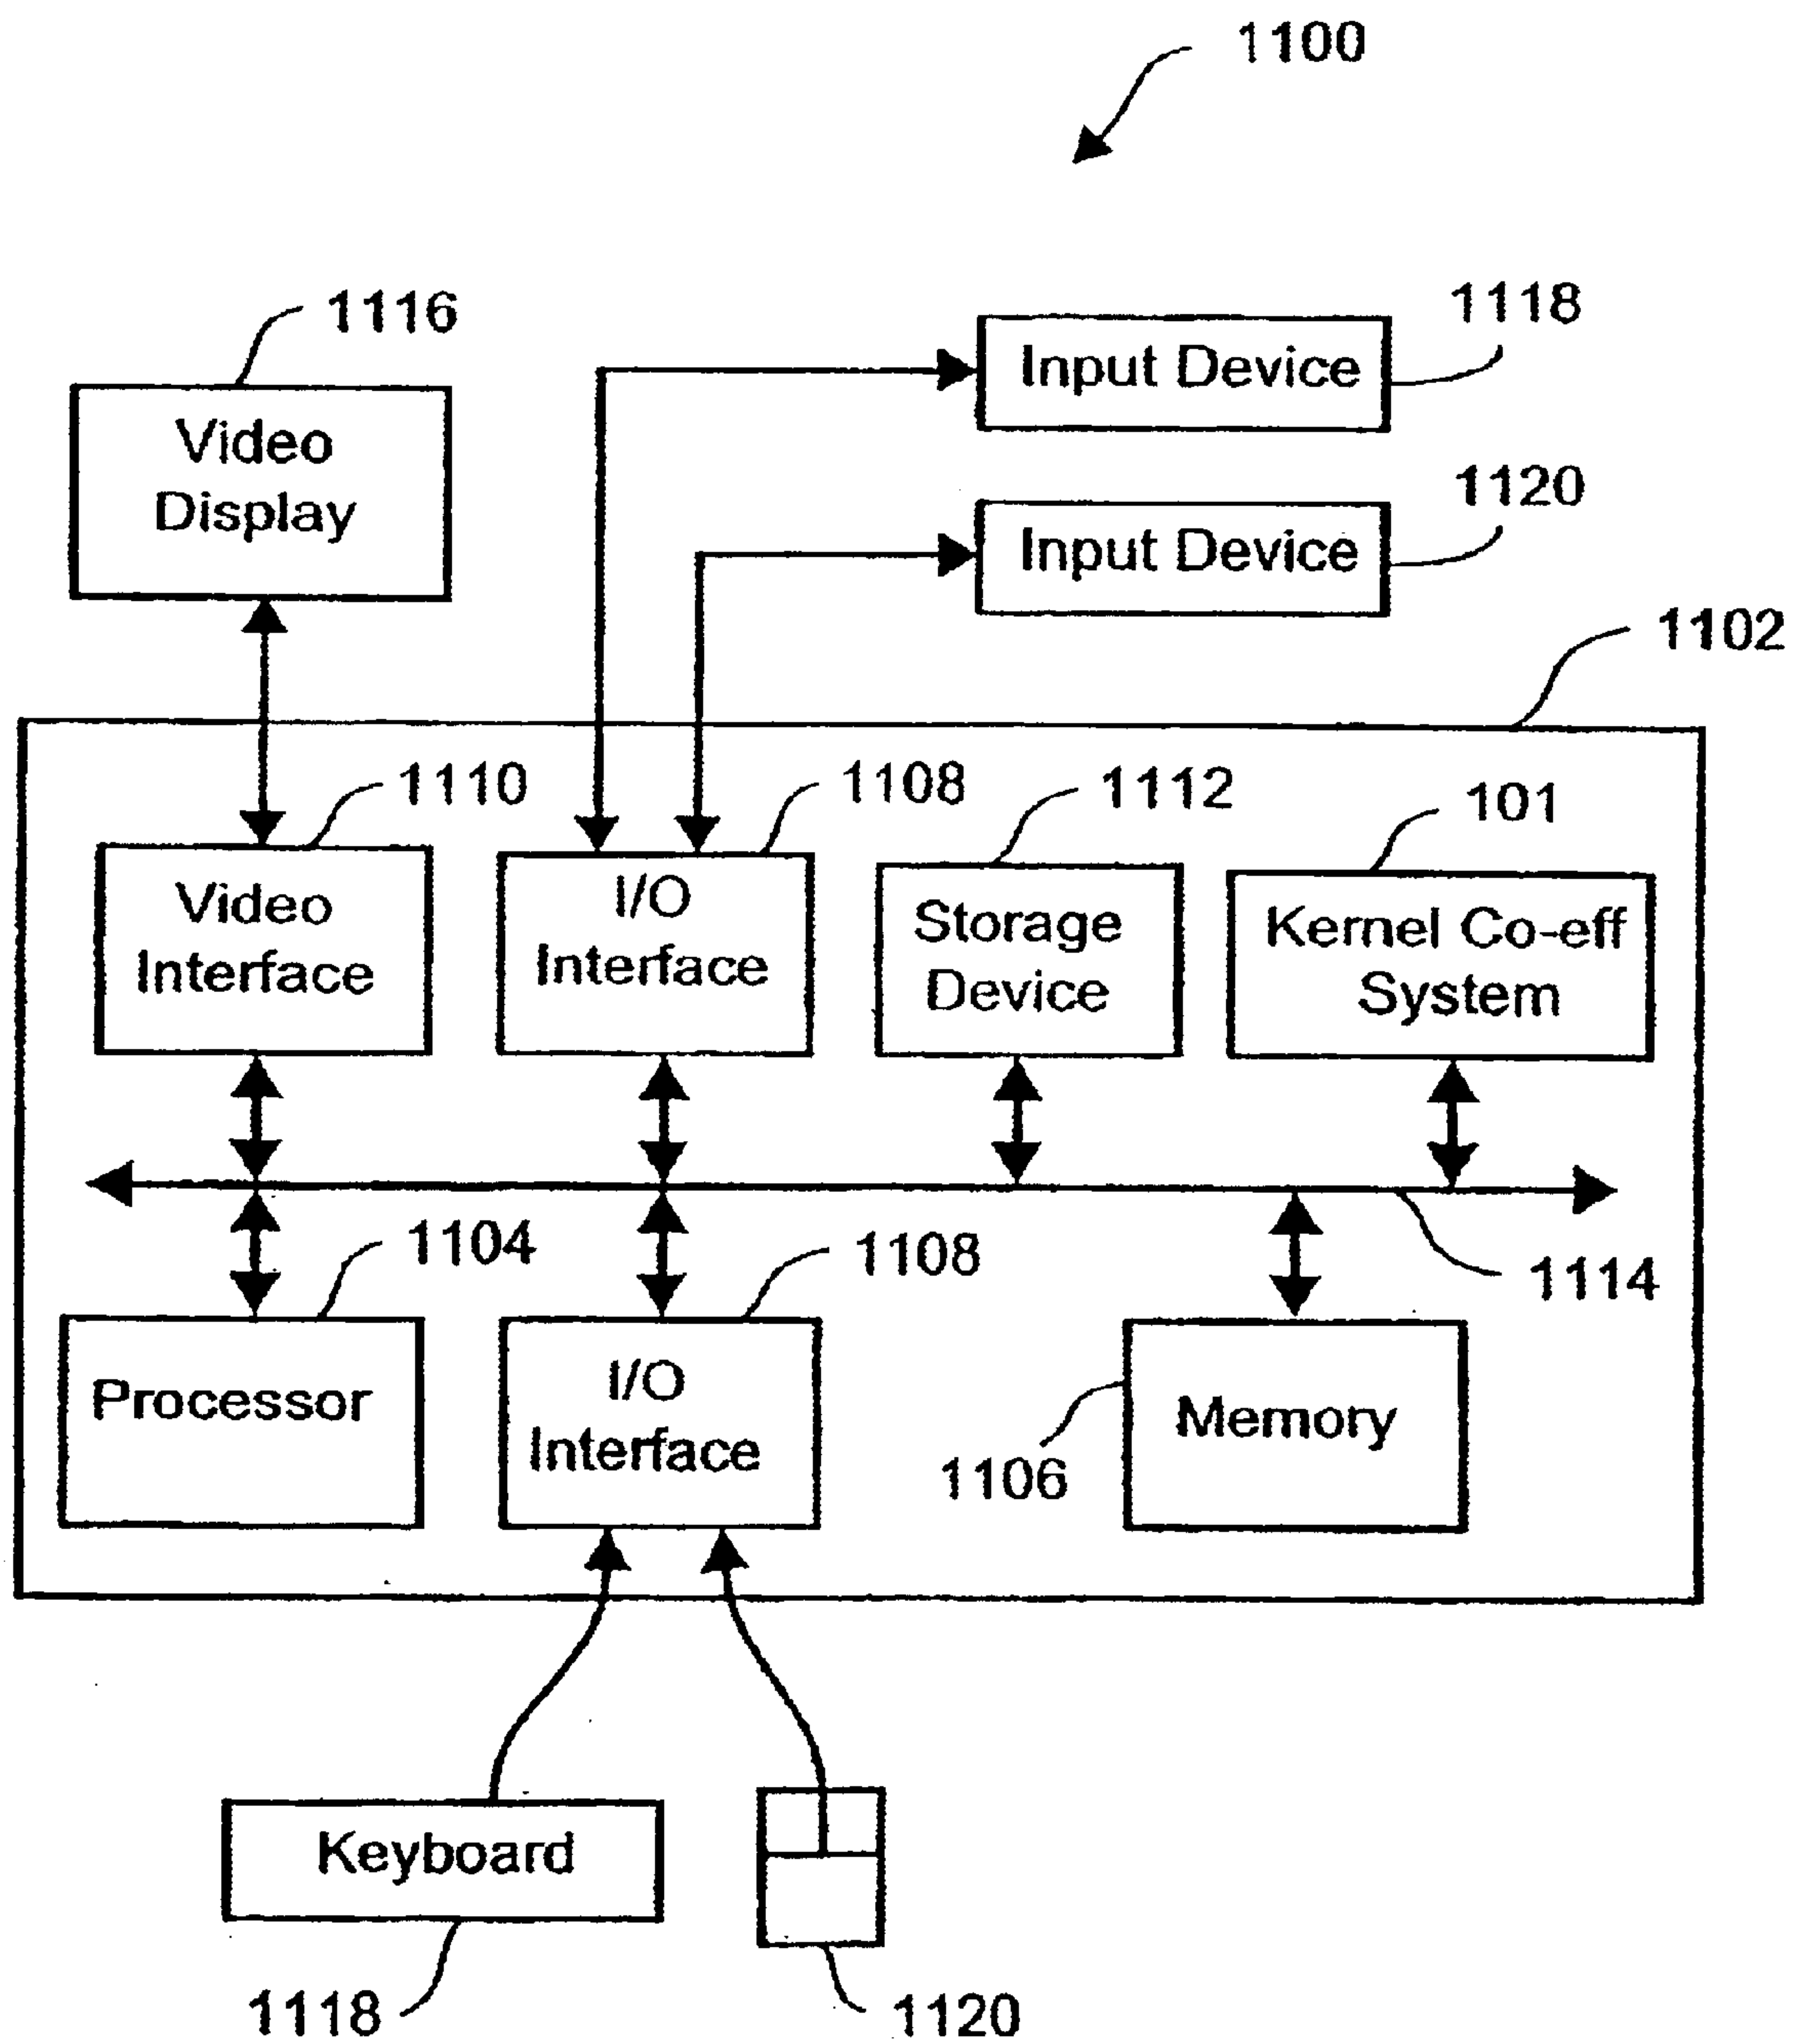 1100
1116
1118
Video
Display
Input Device
1120
Input Device
1102
1110
1108
1112
101
Video
Interface
I/O
Interface
Storage
Device
Kernel Co-eff
System
1104
1108
1114
Processor
I/O
Interface
1106
Memory
Keyboard
1118
1120